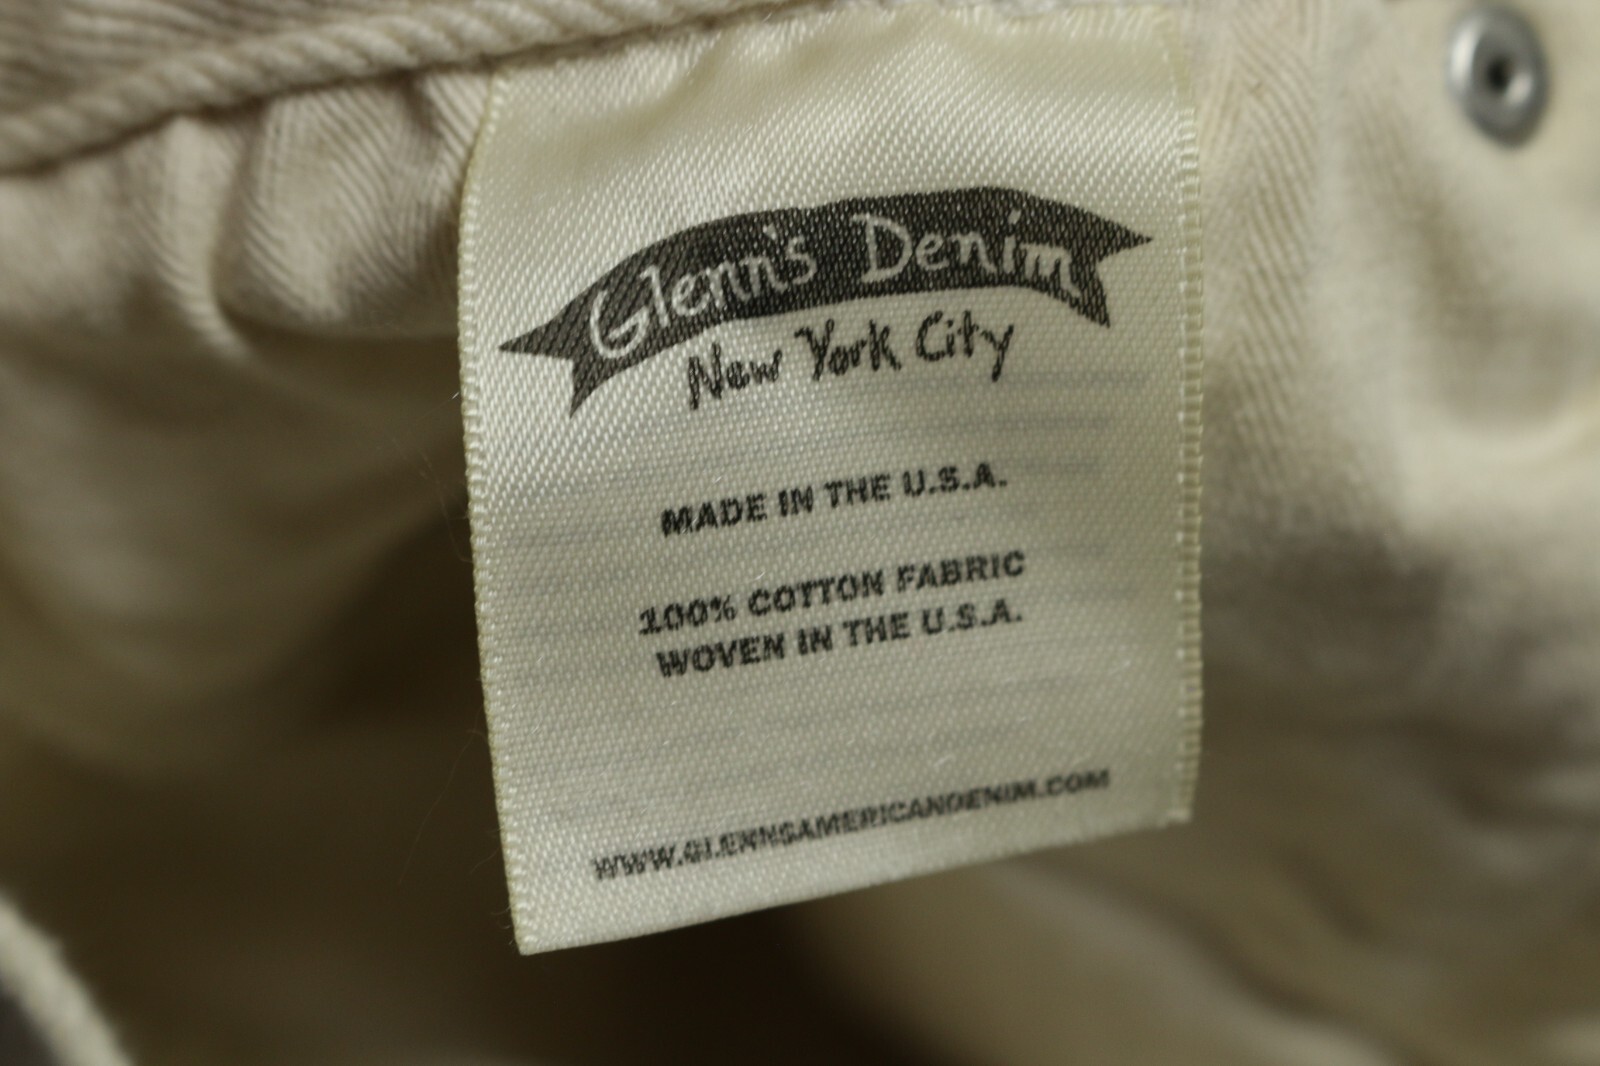 Glenn's Denim
New York City
MADE IN THE U.S.A.
100% COTTON FABRIC
WOVEN IN THE U.S.A.
WWW.GLENNSAMERICANDENIM.COM